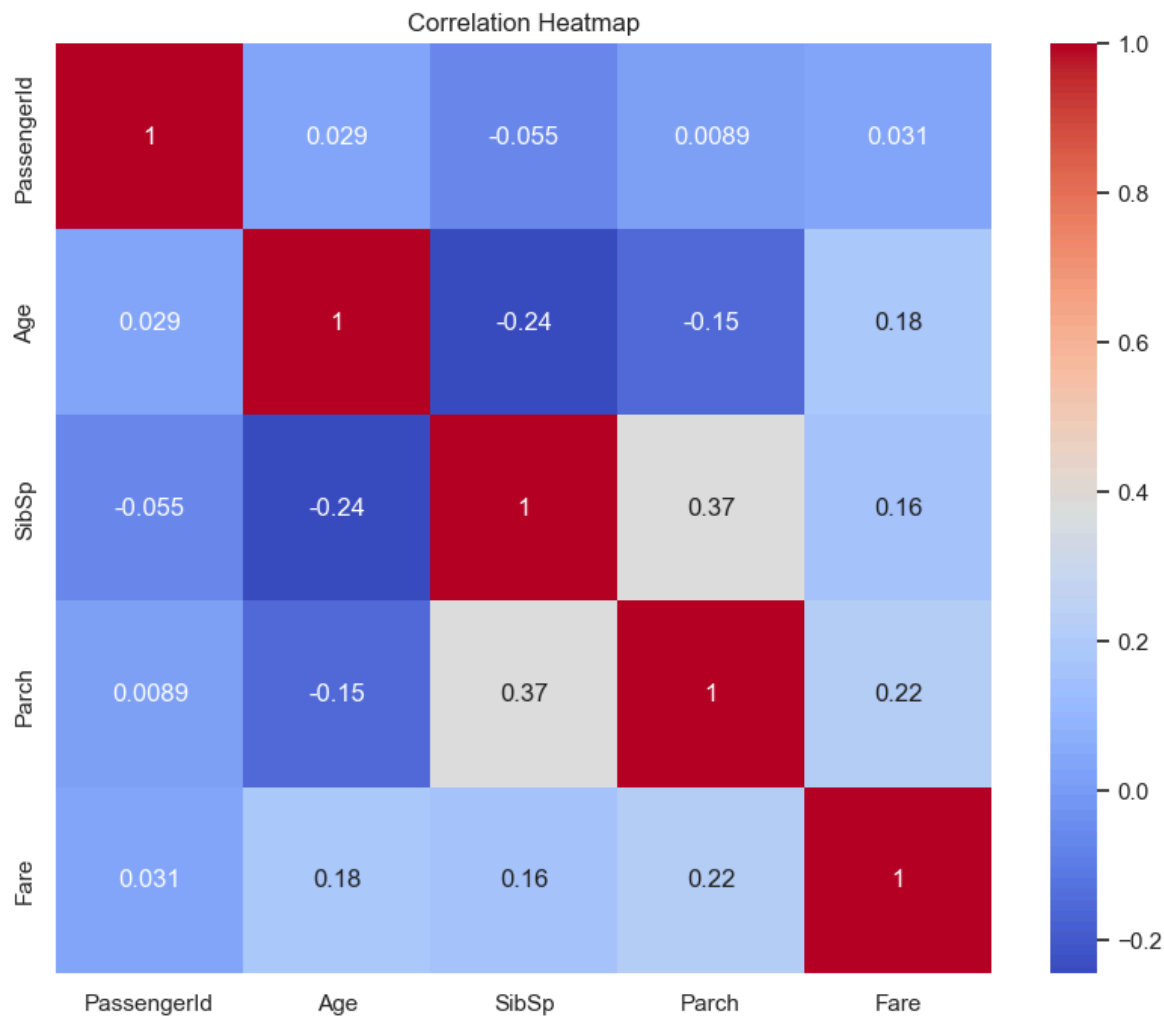 Correlation Heatmap
PassengerId 1 0.029 -0.055 0.0089 0.031
Age 0.029 1 -0.24 -0.15 0.18
SibSp -0.055 -0.24 1 0.37 0.16
Parch 0.0089 -0.15 0.37 1 0.22
Fare 0.031 0.18 0.16 0.22 1
PassengerId Age SibSp Parch Fare
1.0
0.8
0.6
0.4
0.2
0.0
−0.2